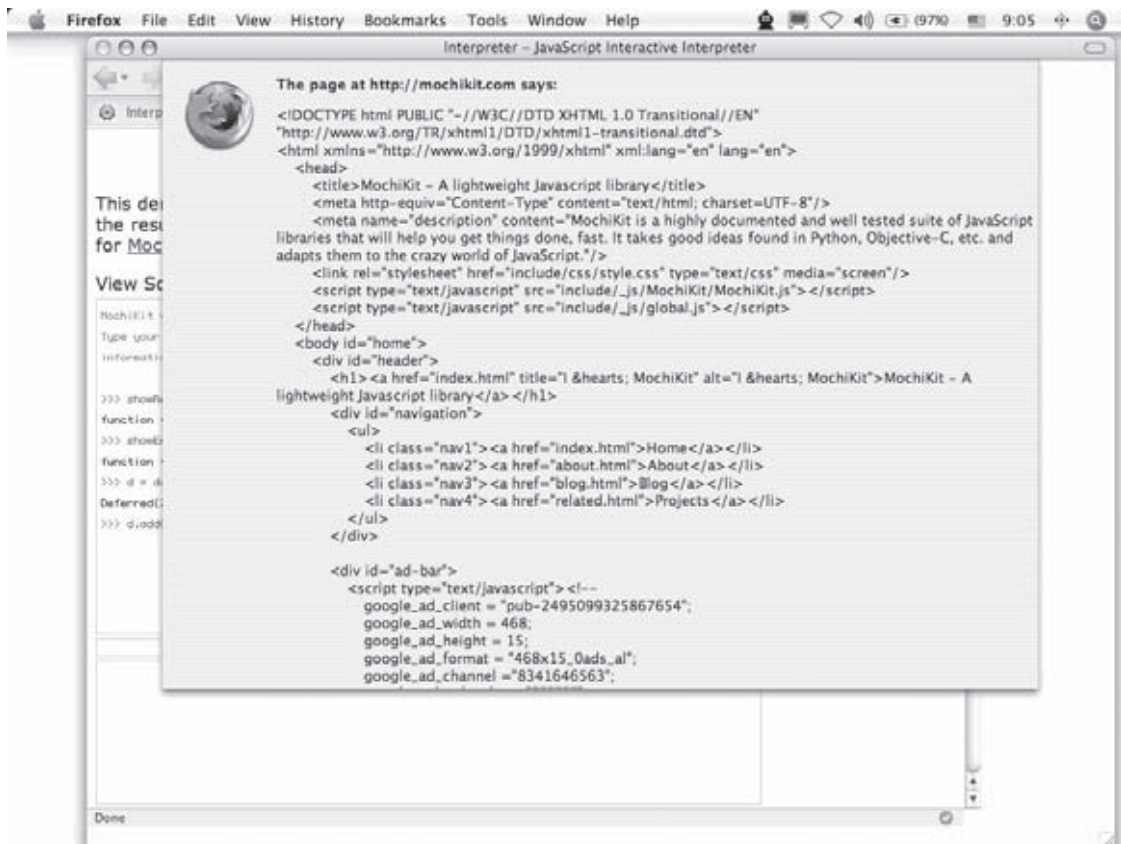 Firefox File Edit View History Bookmarks Tools Window Help (97%) 9:05
Interpreter – JavaScript Interactive Interpreter
Interp
The page at http://mochikit.com says:
<!DOCTYPE html PUBLIC "-//W3C//DTD XHTML 1.0 Transitional//EN"
"http://www.w3.org/TR/xhtml1/DTD/xhtml1-transitional.dtd">
<html xmlns="http://www.w3.org/1999/xhtml" xml:lang="en" lang="en">
<head>
<title>MochiKit – A lightweight Javascript library</title>
<meta http-equiv="Content-Type" content="text/html; charset=UTF-8"/>
<meta name="description" content="MochiKit is a highly documented and well tested suite of JavaScript
libraries that will help you get things done, fast. It takes good ideas found in Python, Objective-C, etc. and
adapts them to the crazy world of JavaScript."/>
<link rel="stylesheet" href="include/css/style.css" type="text/css" media="screen"/>
<script type="text/javascript" src="include/_js/MochiKit/MochiKit.js"></script>
<script type="text/javascript" src="include/_js/global.js"></script>
</head>
<body id="home">
<div id="header">
<h1><a href="index.html" title="I &hearts; MochiKit" alt="I &hearts; MochiKit">MochiKit – A
lightweight Javascript library</a></h1>
<div id="navigation">
<ul>
<li class="nav1"><a href="index.html">Home</a></li>
<li class="nav2"><a href="about.html">About</a></li>
<li class="nav3"><a href="blog.html">Blog</a></li>
<li class="nav4"><a href="related.html">Projects</a></li>
</ul>
</div>
<div id="ad-bar">
<script type="text/javascript"><!--
google_ad_client = "pub-2495099325867654";
google_ad_width = 468;
google_ad_height = 15;
google_ad_format = "468x15_0ads_al";
google_ad_channel ="8341646563";
This de
the resu
for Moc
View Sc
MochiKit
Type your
informati
>>>
function
>>>
function
>>> d = d
Deferred(
>>> d.add
Done